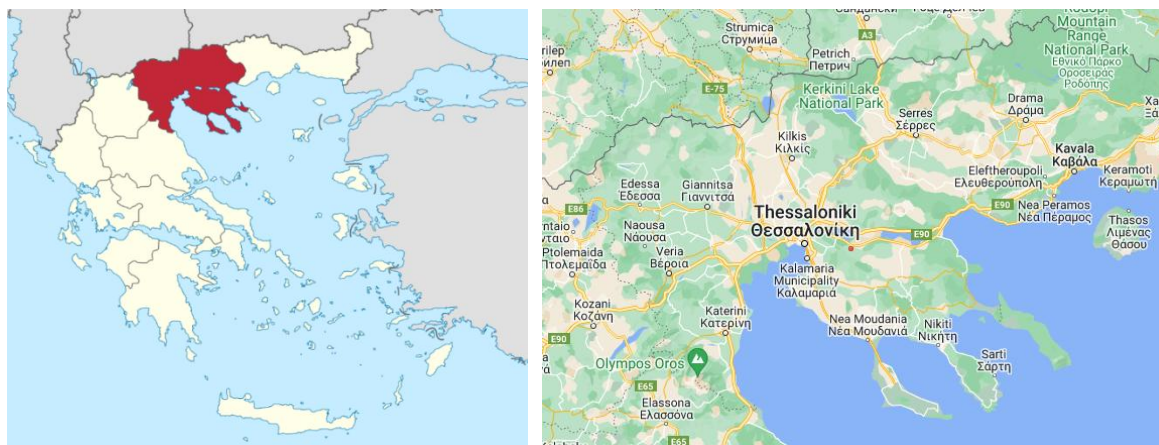 Strumica
Струмица
Petrich
Петрич
A3
Mountain
Range
National Park
Εθνικό Πάρκο
Οροσειράς
Ροδόπης
E-75
Kerkini Lake
National Park
Kilkis
Κιλκίς
Serres
Σέρρες
Drama
Δράμα
Kavala
Καβάλα
Eleftheroupoli
Ελευθερούπολη
Keramoti
Κεραμωτή
E90
Nea Peramos
Νέα Πέραμος
Thasos
Λιμένας
Θάσου
Edessa
Έδεσσα
Giannitsa
Γιαννιτσά
E86
Naousa
Νάουσα
Thessaloniki
Θεσσαλονίκη
E90
Ptolemaida
Πτολεμαΐδα
Veria
Βέροια
Kalamaria
Municipality
Καλαμαριά
Kozani
Κοζάνη
Katerini
Κατερίνη
Nea Moudania
Νέα Μουδανιά
Nikiti
Νικήτη
E90
Olympos Oros
Sarti
Σάρτη
E65
Elassona
Ελασσόνα
E65